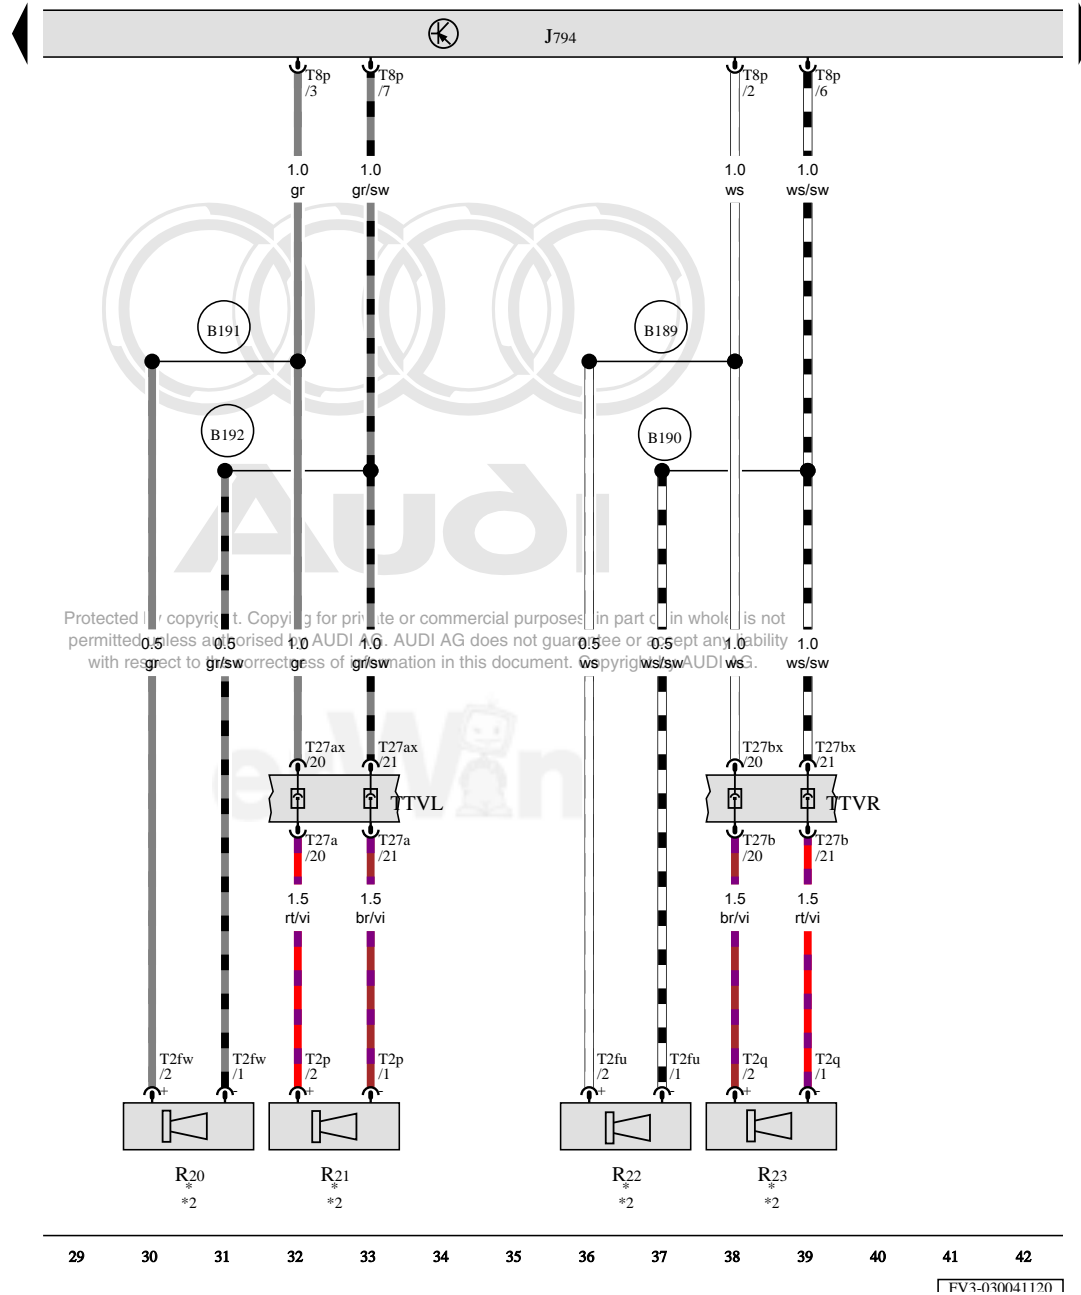 J794
T8p T8p T8p T8p
/3 /7 /2 /6
1.0 1.0 1.0 1.0
gr gr/sw ws ws/sw
B191 B189
B192 B190
Audi
Protected by copyright. Copying for private or commercial purposes, in part or in whole, is not
permitted unless authorised by AUDI AG. AUDI AG does not guarantee or accept any liability
with respect to the correctness of information in this document. Copyright by AUDI AG.
0.5 0.5 1.0 1.0 0.5 0.5 1.0 1.0
gr gr/sw gr gr/sw ws ws/sw ws ws/sw
erWin
T27ax T27ax T27bx T27bx
/20 /21 /20 /21
TTVL TTVR
T27a T27a T27b T27b
/20 /21 /20 /21
1.5 1.5 1.5 1.5
rt/vi br/vi br/vi rt/vi
T2fw T2fw T2p T2p T2fu T2fu T2q T2q
/2 /1 /2 /1 /2 /1 /2 /1
+ - + - + - + -
R20 R21 R22 R23
* * * *
*2 *2 *2 *2
29 30 31 32 33 34 35 36 37 38 39 40 41 42
FV3-030041120